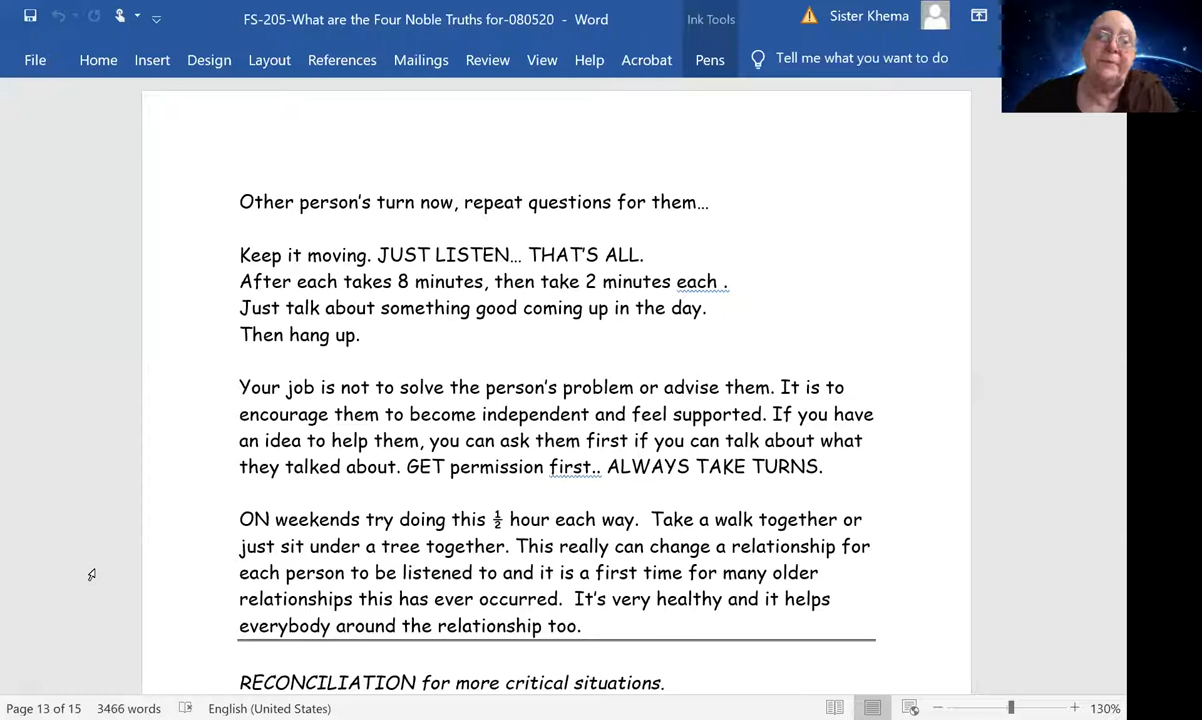 FS-205-What are the Four Noble Truths for-080520 - Word
Ink Tools
Sister Khema
File Home Insert Design Layout References Mailings Review View Help Acrobat Pens Tell me what you want to do
Other person's turn now, repeat questions for them…
Keep it moving. JUST LISTEN… THAT'S ALL.
After each takes 8 minutes, then take 2 minutes each .
Just talk about something good coming up in the day.
Then hang up.
Your job is not to solve the person's problem or advise them. It is to
encourage them to become independent and feel supported. If you have
an idea to help them, you can ask them first if you can talk about what
they talked about. GET permission first.. ALWAYS TAKE TURNS.
ON weekends try doing this ½ hour each way.  Take a walk together or
just sit under a tree together. This really can change a relationship for
each person to be listened to and it is a first time for many older
relationships this has ever occurred.  It's very healthy and it helps
everybody around the relationship too.
RECONCILIATION for more critical situations.
Page 13 of 15 3466 words English (United States) 130%